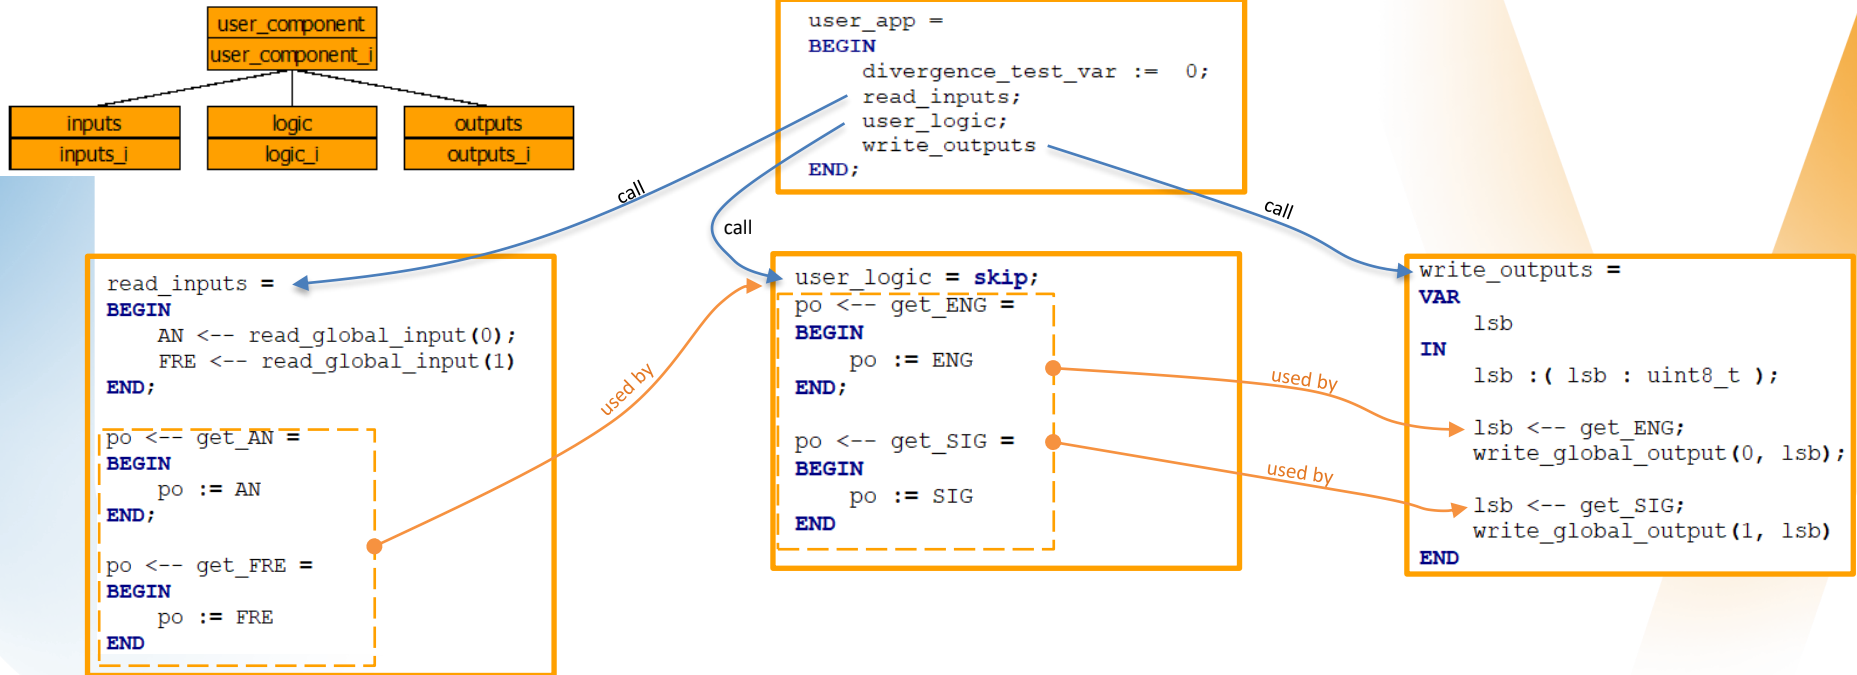 user_component
user_component_i
inputs
inputs_i
logic
logic_i
outputs
outputs_i
user_app =
BEGIN
divergence_test_var := 0;
read_inputs;
user_logic;
write_outputs
END;
call
call
call
read_inputs =
BEGIN
AN <-- read_global_input(0);
FRE <-- read_global_input(1)
END;
po <-- get_AN =
BEGIN
po := AN
END;
po <-- get_FRE =
BEGIN
po := FRE
END
used by
user_logic = skip;
po <-- get_ENG =
BEGIN
po := ENG
END;
po <-- get_SIG =
BEGIN
po := SIG
END
used by
used by
write_outputs =
VAR
lsb
IN
lsb :( lsb : uint8_t );
lsb <-- get_ENG;
write_global_output(0, lsb);
lsb <-- get_SIG;
write_global_output(1, lsb)
END